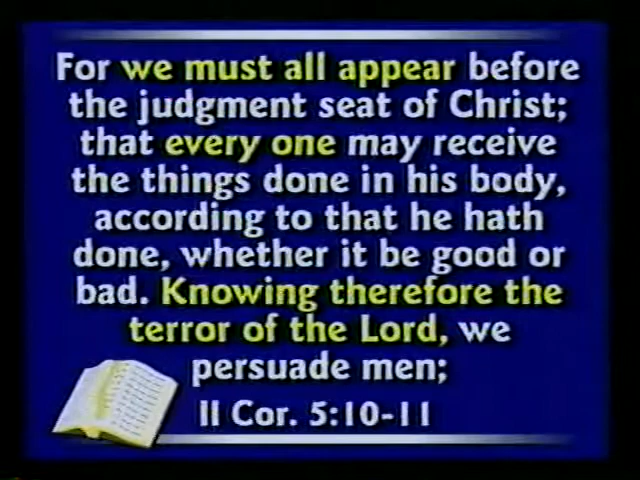 For we must all appear before
the judgment seat of Christ;
that every one may receive
the things done in his body,
according to that he hath
done, whether it be good or
bad. Knowing therefore the
terror of the Lord, we
persuade men;
II Cor. 5:10-11